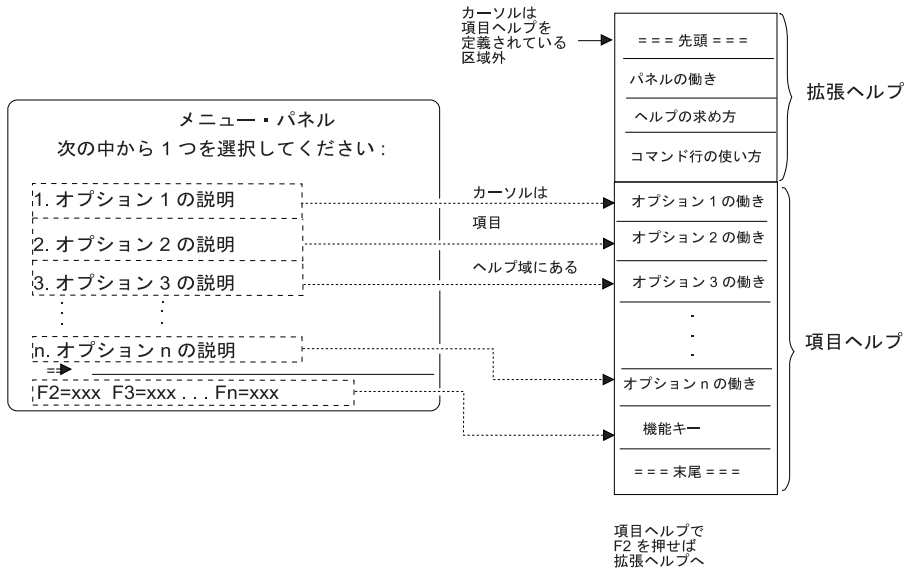 カーソルは
項目ヘルプを
定義されている
区域外
= = = 先頭 = = =
パネルの働き
ヘルプの求め方
コマンド行の使い方
拡張ヘルプ
メニュー・パネル
次の中から 1 つを選択してください :
1. オプション 1 の説明
2. オプション 2 の説明
3. オプション 3 の説明
n. オプション n の説明
==>
F2=xxx F3=xxx . . . Fn=xxx
カーソルは
項目
ヘルプ域にある
オプション 1 の働き
オプション 2 の働き
オプション 3 の働き
オプション n の働き
機能キー
= = = 末尾 = = =
項目ヘルプ
項目ヘルプで
F2 を押せば
拡張ヘルプへ